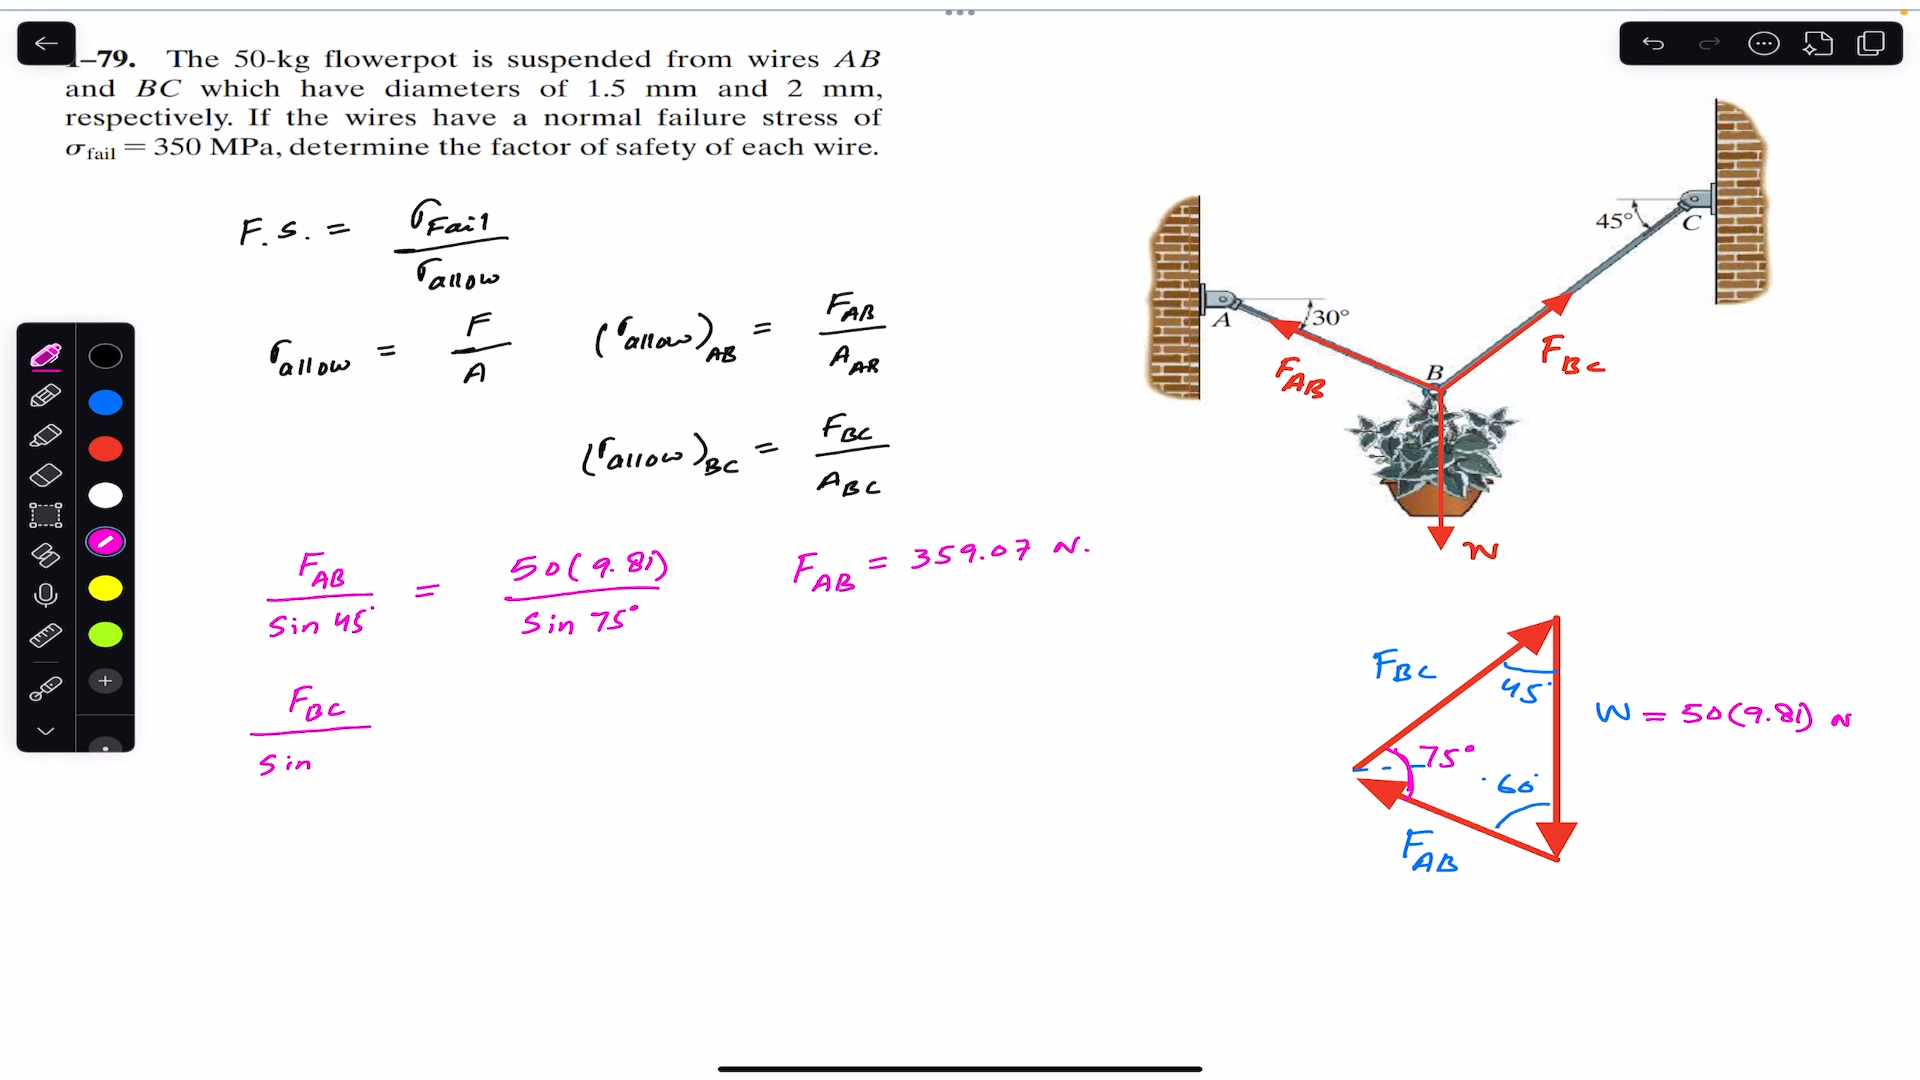 –79. The 50-kg flowerpot is suspended from wires AB
and BC which have diameters of 1.5 mm and 2 mm,
respectively. If the wires have a normal failure stress of
σfail = 350 MPa, determine the factor of safety of each wire.
F.S. = σFail / σallow
σallow = F / A
(σallow)AB = FAB / AAB
(σallow)BC = FBC / ABC
FAB / Sin 45° = 50(9.81) / Sin 75°
FAB = 359.07 N.
FBC / Sin
45°
C
A
30°
B
FAB
FBC
W
FBC
45°
W = 50(9.81) N
75°
60°
FAB